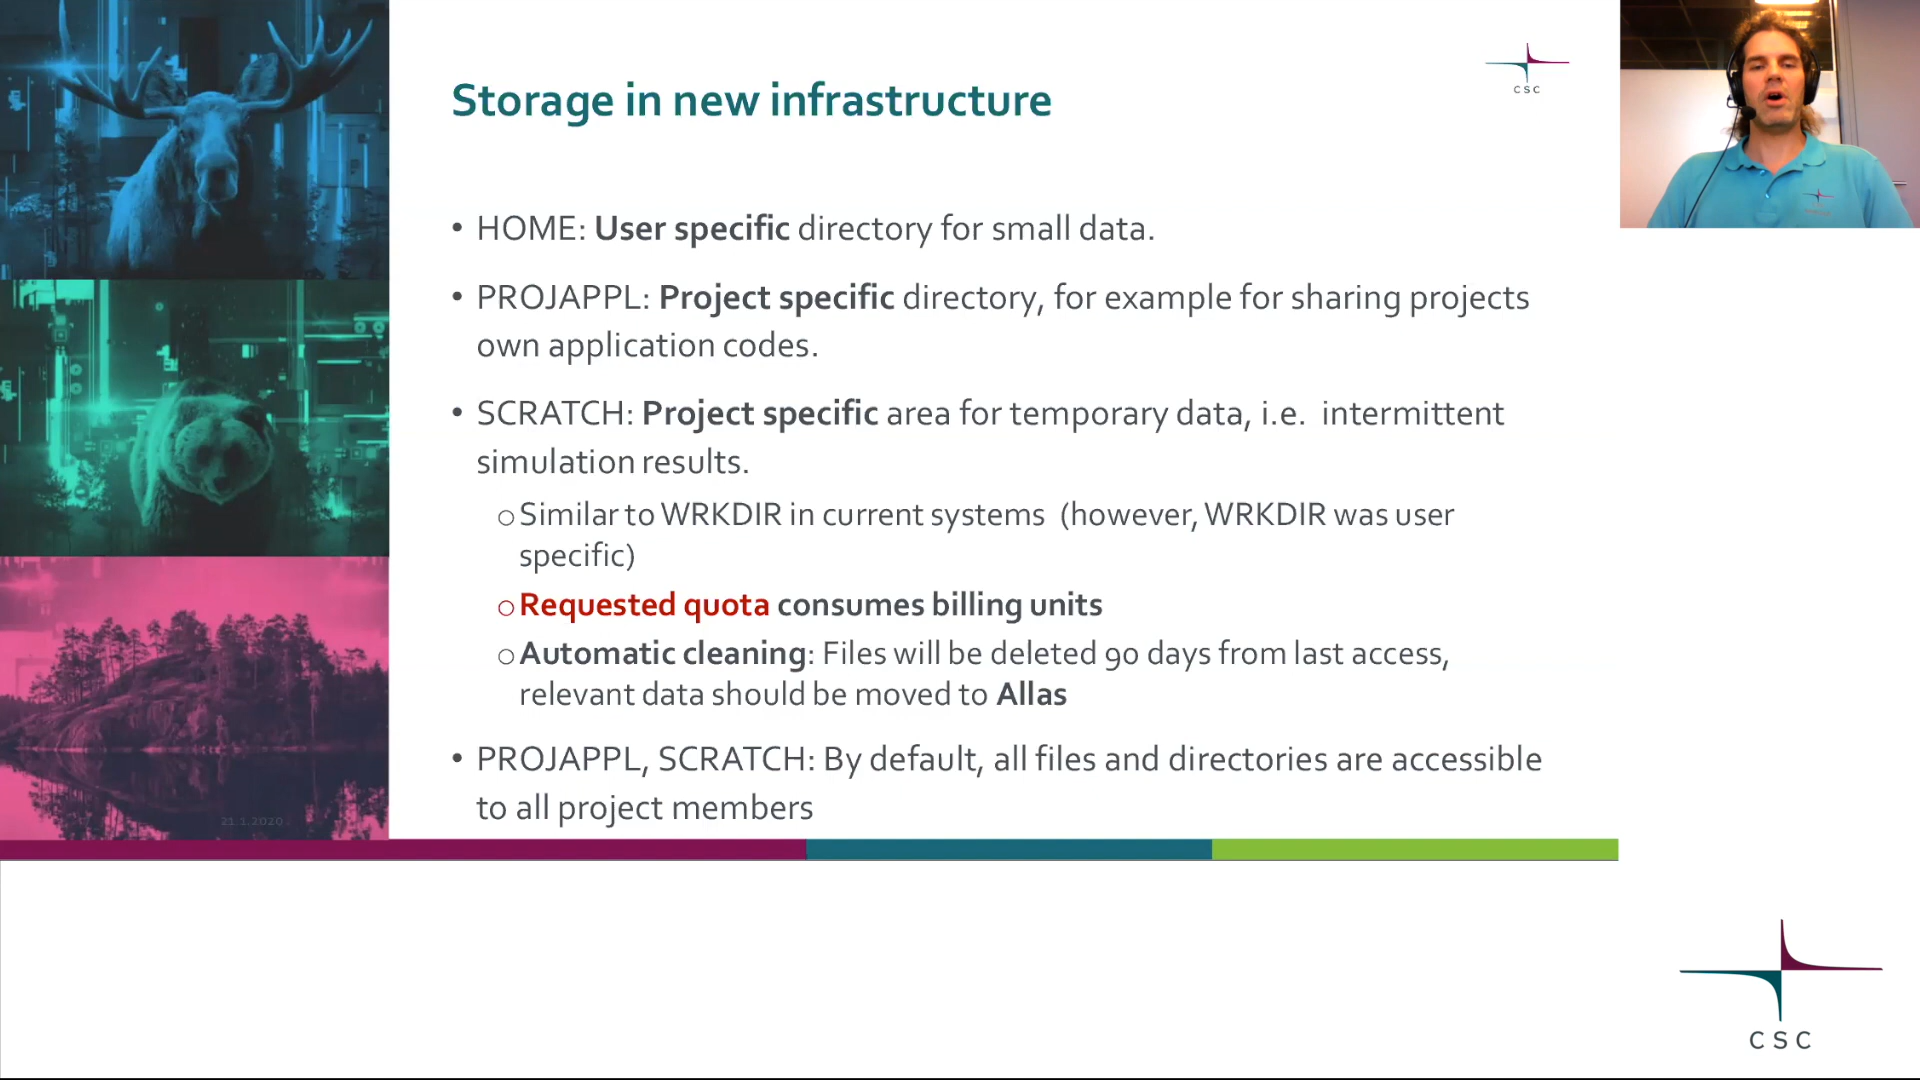 Storage in new infrastructure
CSC
• HOME: User specific directory for small data.
• PROJAPPL: Project specific directory, for example for sharing projects
own application codes.
• SCRATCH: Project specific area for temporary data, i.e. intermittent
simulation results.
o Similar to WRKDIR in current systems (however, WRKDIR was user
specific)
o Requested quota consumes billing units
o Automatic cleaning: Files will be deleted 90 days from last access,
relevant data should be moved to Allas
• PROJAPPL, SCRATCH: By default, all files and directories are accessible
to all project members
21.1.2020
CSC